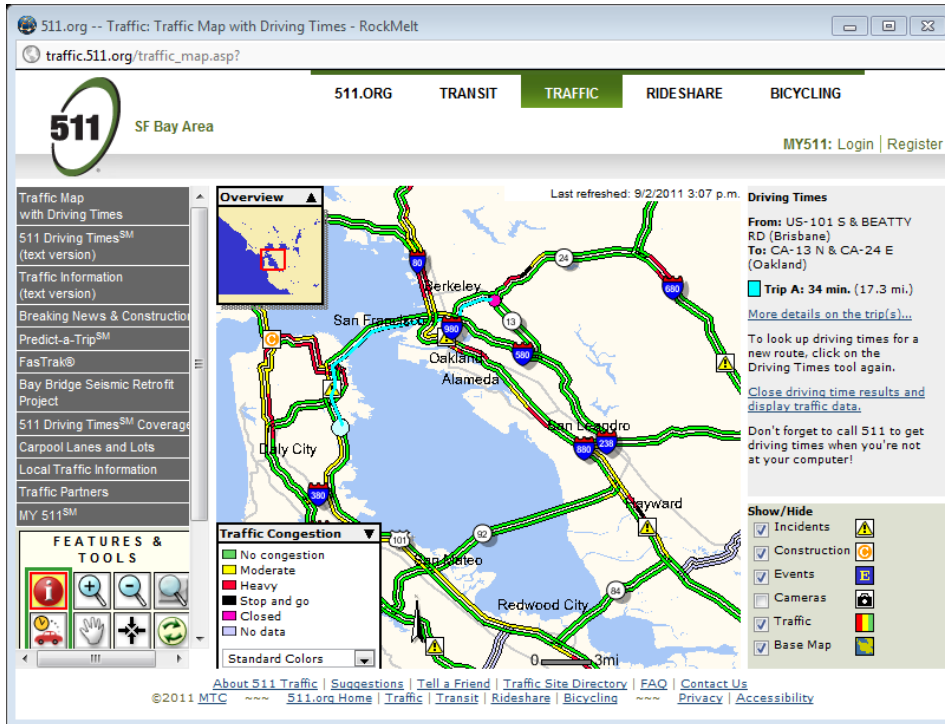 511.org -- Traffic: Traffic Map with Driving Times - RockMelt
traffic.511.org/traffic_map.asp?
511.ORG TRANSIT TRAFFIC RIDESHARE BICYCLING
511 SF Bay Area
MY511: Login | Register
Traffic Map
with Driving Times
511 Driving Times SM
(text version)
Traffic Information
(text version)
Breaking News & Construction
Predict-a-Trip SM
FasTrak®
Bay Bridge Seismic Retrofit
Project
511 Driving Times SM Coverage
Carpool Lanes and Lots
Local Traffic Information
Traffic Partners
MY 511 SM
FEATURES &
TOOLS
Overview
Last refreshed: 9/2/2011 3:07 p.m.
80
24
680
Berkeley
San Francisco
980
13
580
C
Oakland
Alameda
San Leandro
Daly City
880
238
380
Hayward
101
92
San Mateo
84
Redwood City
0 3mi
Traffic Congestion
No congestion
Moderate
Heavy
Stop and go
Closed
No data
Standard Colors
Driving Times
From: US-101 S & BEATTY
RD (Brisbane)
To: CA-13 N & CA-24 E
(Oakland)
Trip A: 34 min. (17.3 mi.)
More details on the trip(s)...
To look up driving times for a
new route, click on the
Driving Times tool again.
Close driving time results and
display traffic data.
Don't forget to call 511 to get
driving times when you're not
at your computer!
Show/Hide
Incidents
Construction C
Events E
Cameras
Traffic
Base Map
About 511 Traffic | Suggestions | Tell a Friend | Traffic Site Directory | FAQ | Contact Us
©2011 MTC ~~~ 511.org Home | Traffic | Transit | Rideshare | Bicycling ~~~ Privacy | Accessibility